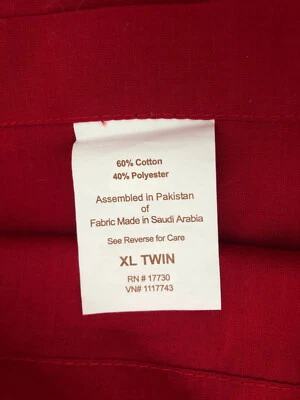 60% Cotton
40% Polyester
Assembled in Pakistan
of
Fabric Made in Saudi Arabia
See Reverse for Care
XL TWIN
RN # 17730
VN# 1117743